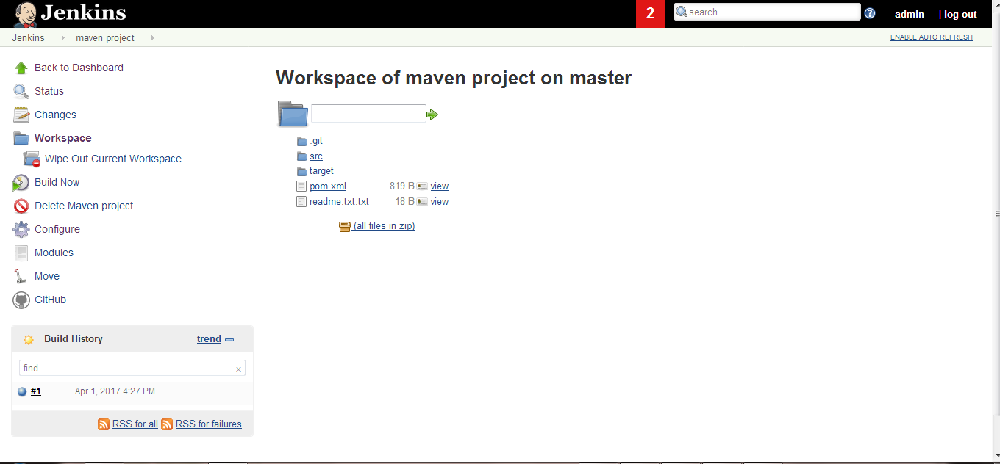 Jenkins
2
search
admin | log out
Jenkins maven project
ENABLE AUTO REFRESH
Back to Dashboard
Status
Changes
Workspace
Wipe Out Current Workspace
Build Now
Delete Maven project
Configure
Modules
Move
GitHub
Build History trend
find x
#1 Apr 1, 2017 4:27 PM
RSS for all RSS for failures
Workspace of maven project on master
.git
src
target
pom.xml 819 B view
readme.txt.txt 18 B view
(all files in zip)